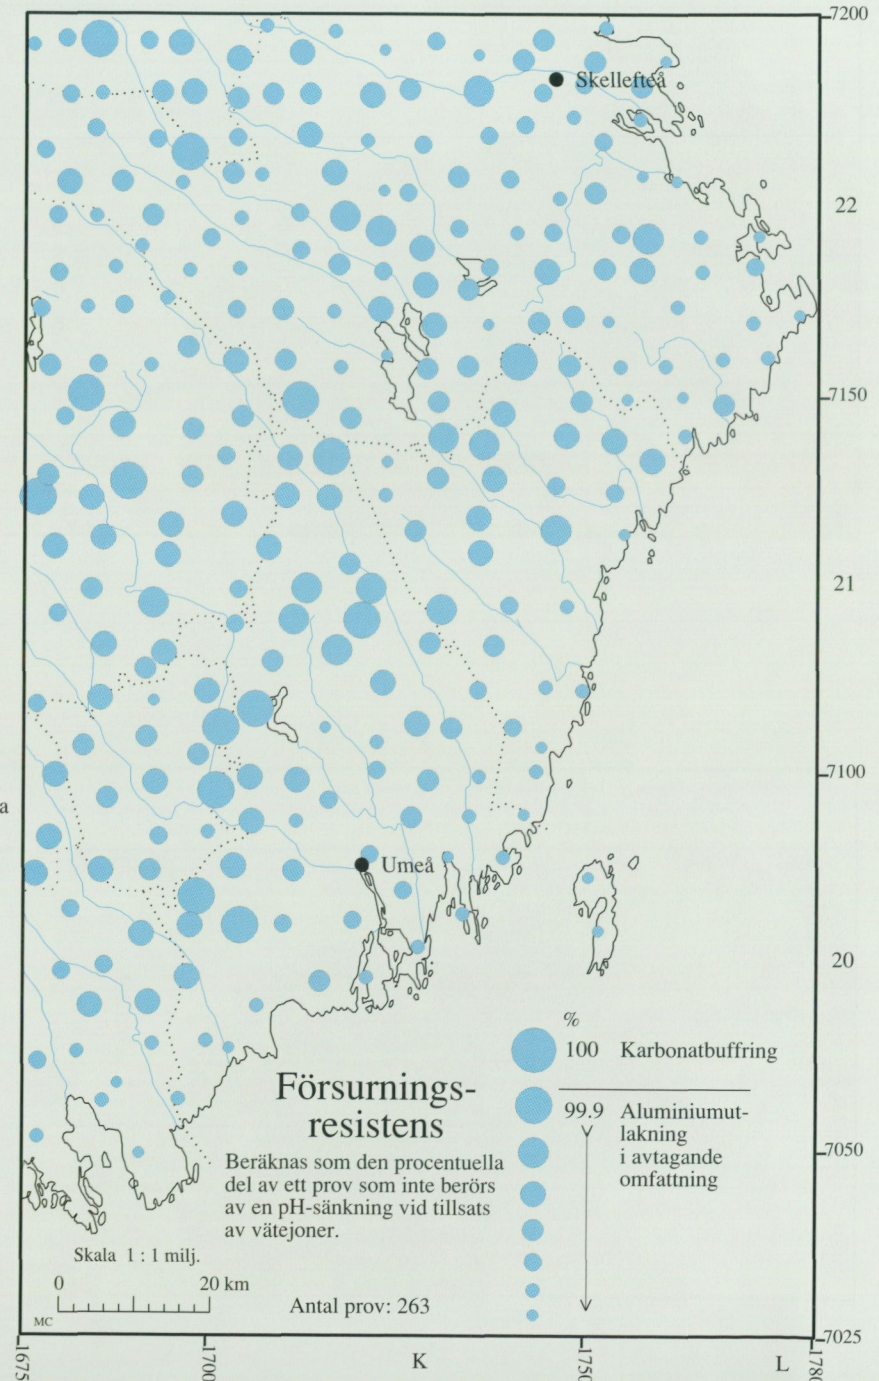 7200
Skellefteå
22
7150
21
7100
a
Umeå
20
%
100 Karbonatbuffring
Försurnings-
resistens
99.9 Aluminiumut-
lakning
i avtagande
omfattning
7050
Beräknas som den procentuella
del av ett prov som inte berörs
av en pH-sänkning vid tillsats
av vätejoner.
Skala 1 : 1 milj.
0 20 km
Antal prov: 263
MC
7025
1675
1700
K
1750
L
1780